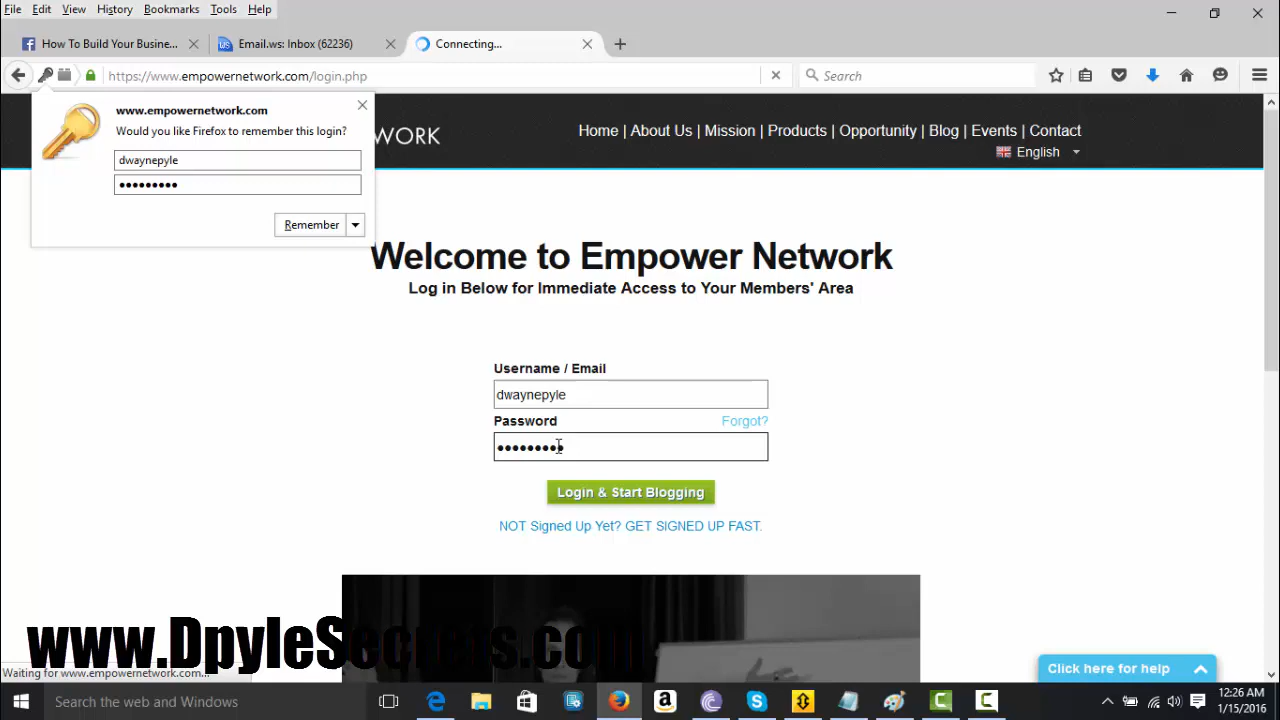 File Edit View History Bookmarks Tools Help
How To Build Your Busine...
Email.ws: Inbox (62236)
Connecting...
https://www.empowernetwork.com/login.php
Search
www.empowernetwork.com
Would you like Firefox to remember this login?
dwaynepyle
•••••••••
Remember
WORK
Home | About Us | Mission | Products | Opportunity | Blog | Events | Contact
English
Welcome to Empower Network
Log in Below for Immediate Access to Your Members' Area
Username / Email
dwaynepyle
Password Forgot?
•••••••••
Login & Start Blogging
NOT Signed Up Yet? GET SIGNED UP FAST.
www.DpyleSecrets.com
Waiting for www.empowernetwork.com...
Click here for help
Search the web and Windows
12:26 AM
1/15/2016